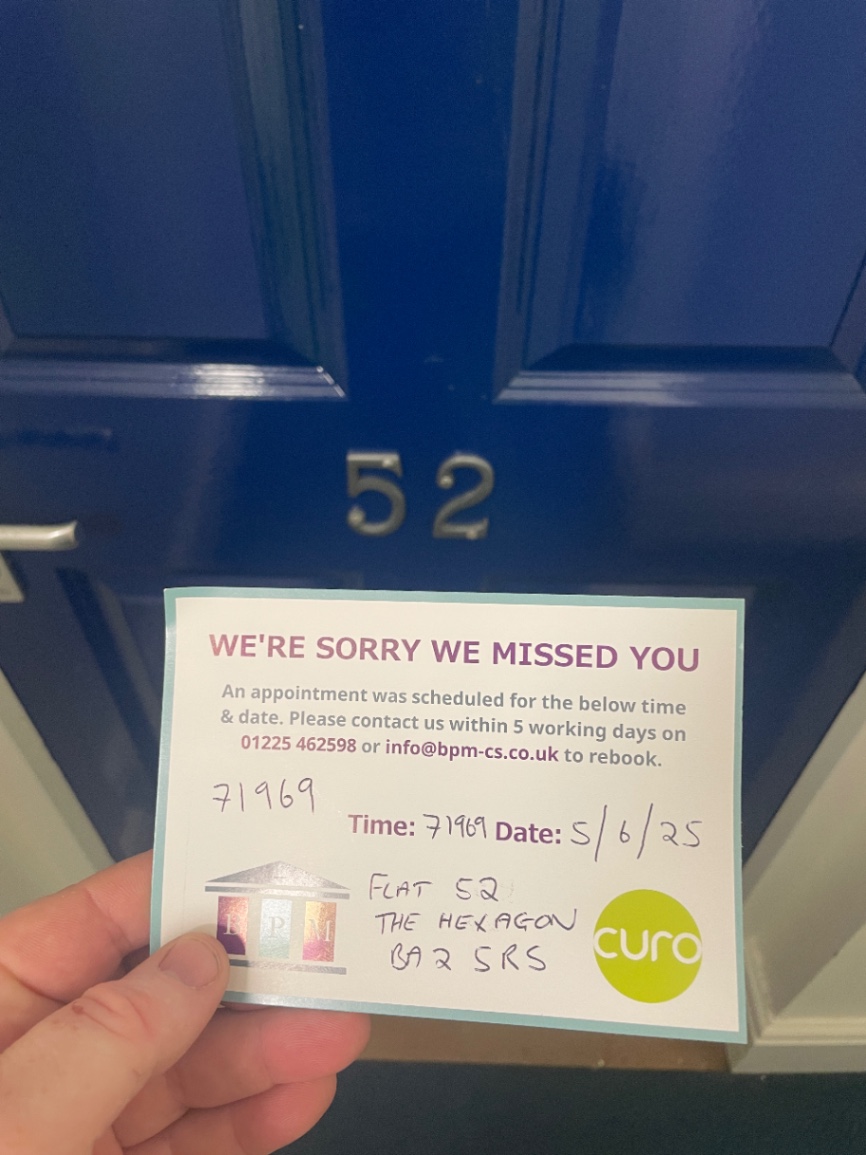 52
WE'RE SORRY WE MISSED YOU
An appointment was scheduled for the below time
& date. Please contact us within 5 working days on
01225 462598 or info@bpm-cs.co.uk to rebook.
71969
Time: 71969 Date: 5/6/25
FLAT 52
THE HEXAGON
BA2 5RS
BPM
curo